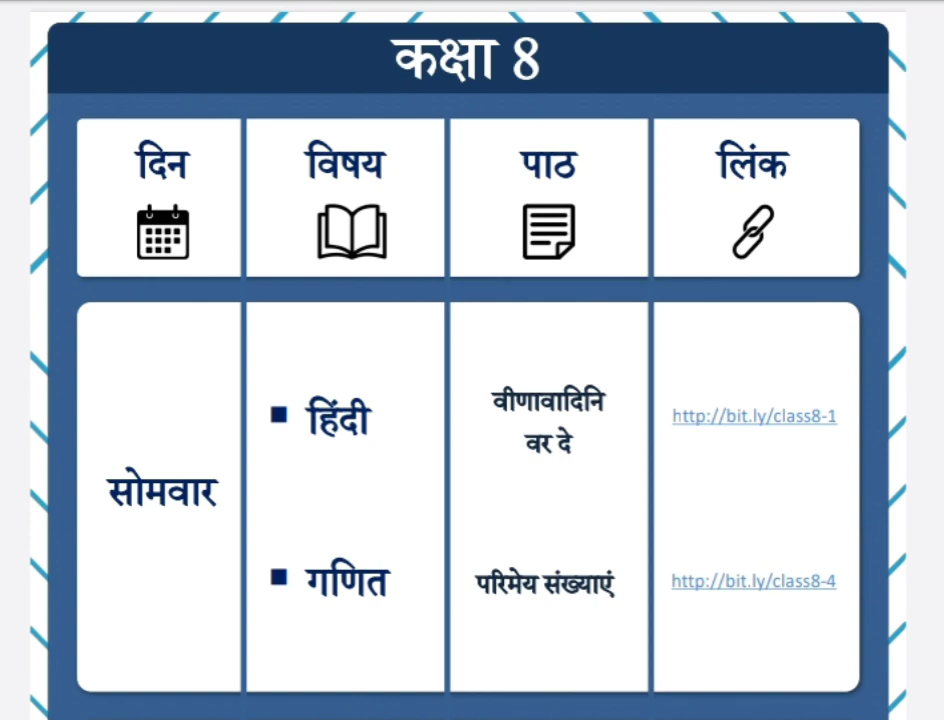 कक्षा 8
दिन
विषय
पाठ
लिंक
सोमवार
▪ हिंदी
वीणावादिनि
वर दे
http://bit.ly/class8-1
▪ गणित
परिमेय संख्याएं
http://bit.ly/class8-4